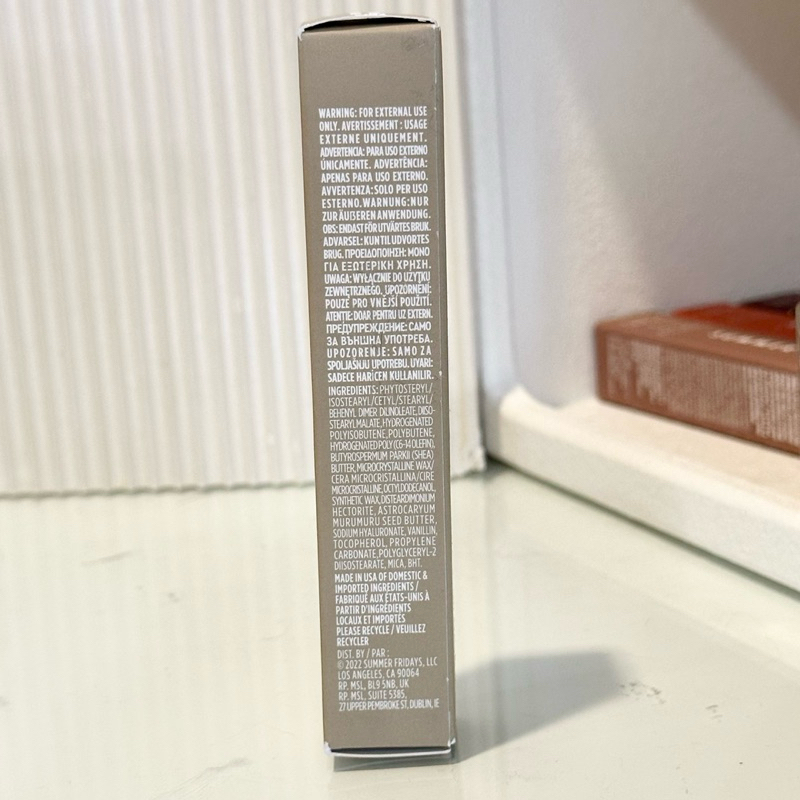 WARNING: FOR EXTERNAL USE
ONLY. AVERTISSEMENT : USAGE
EXTERNE UNIQUEMENT.
ADVERTENCIA: PARA USO EXTERNO
ÚNICAMENTE. ADVERTÊNCIA:
APENAS PARA USO EXTERNO.
AVVERTENZA: SOLO PER USO
ESTERNO. WARNUNG: NUR
ZUR ÄUßEREN ANWENDUNG.
OBS: ENDAST FÖR UTVÄRTES BRUK.
ADVARSEL: KUN TIL UDVORTES
BRUG. ΠΡΟΕΙΔΟΠΟΙΗΣΗ: ΜΟΝΟ
ΓΙΑ ΕΞΩΤΕΡΙΚΗ ΧΡΗΣΗ.
UWAGA: WYŁĄCZNIE DO UŻYTKU
ZEWNĘTRZNEGO. UPOZORNĚNÍ:
POUZE PRO VNĚJŠÍ POUŽITÍ.
ATENȚIE: DOAR PENTRU UZ EXTERN.
ПРЕДУПРЕЖДЕНИЕ: САМО
ЗА ВЪНШНА УПОТРЕБА.
UPOZORENJE: SAMO ZA
SPOLJAŠNJU UPOTREBU. UYARI:
SADECE HARİCEN KULLANILIR.
INGREDIENTS: PHYTOSTERYL/
ISOSTEARYL/CETYL/STEARYL/
BEHENYL DIMER DILINOLEATE, DIISO-
STEARYL MALATE, HYDROGENATED
POLYISOBUTENE, POLYBUTENE,
HYDROGENATED POLY (C6-14 OLEFIN),
BUTYROSPERMUM PARKII (SHEA)
BUTTER, MICROCRYSTALLINE WAX/
CERA MICROCRISTALLINA/CIRE
MICROCRISTALLINE, OCTYLDODECANOL,
SYNTHETIC WAX, DISTEARDIMONIUM
HECTORITE, ASTROCARYUM
MURUMURU SEED BUTTER,
SODIUM HYALURONATE, VANILLIN,
TOCOPHEROL, PROPYLENE
CARBONATE, POLYGLYCERYL-2
DIISOSTEARATE, MICA, BHT.
MADE IN USA OF DOMESTIC &
IMPORTED INGREDIENTS /
FABRIQUÉ AUX ÉTATS-UNIS À
PARTIR D'INGRÉDIENTS
LOCAUX ET IMPORTÉS
PLEASE RECYCLE / VEUILLEZ
RECYCLER
DIST. BY / PAR :
© 2022 SUMMER FRIDAYS, LLC
LOS ANGELES, CA 90064
RP. MSL, BL9 5NB, UK
RP. MSL, SUITE 5385,
27 UPPER PEMBROKE ST, DUBLIN, IE